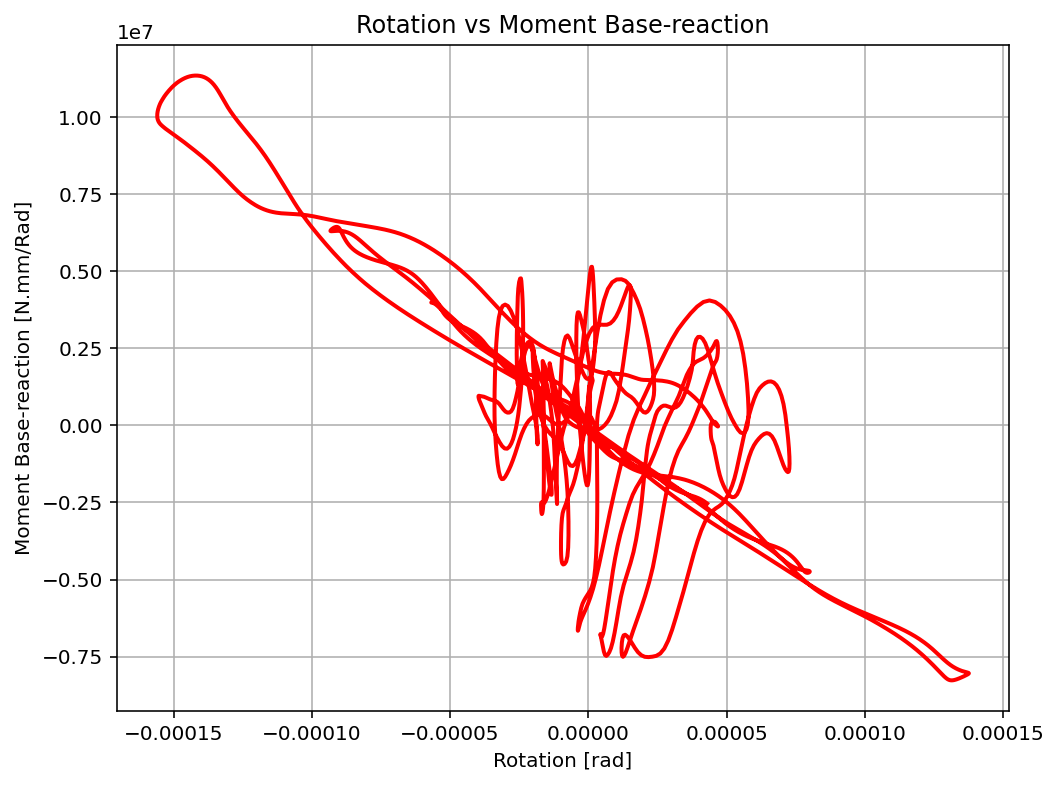 Rotation vs Moment Base-reaction
1e7
1.00
0.75
0.50
0.25
0.00
−0.25
−0.50
−0.75
Moment Base-reaction [N.mm/Rad]
−0.00015 −0.00010 −0.00005 0.00000 0.00005 0.00010 0.00015
Rotation [rad]